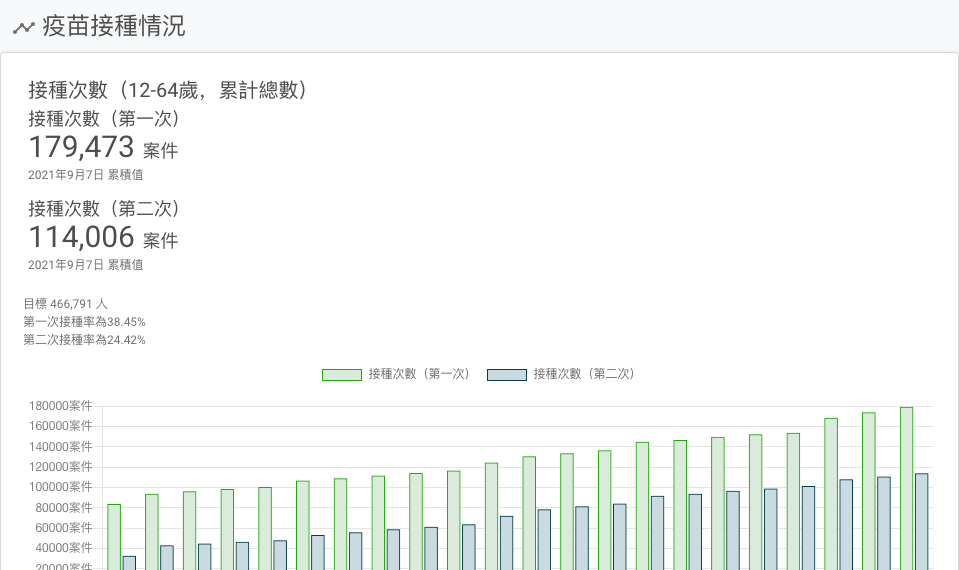 疫苗接種情況
接種次數（12-64歲，累計總數）
接種次數（第一次）
179,473 案件
2021年9月7日 累積值
接種次數（第二次）
114,006 案件
2021年9月7日 累積值
目標 466,791 人
第一次接種率為38.45%
第二次接種率為24.42%
接種次數（第一次） 接種次數（第二次）
180000案件
160000案件
140000案件
120000案件
100000案件
80000案件
60000案件
40000案件
20000案件